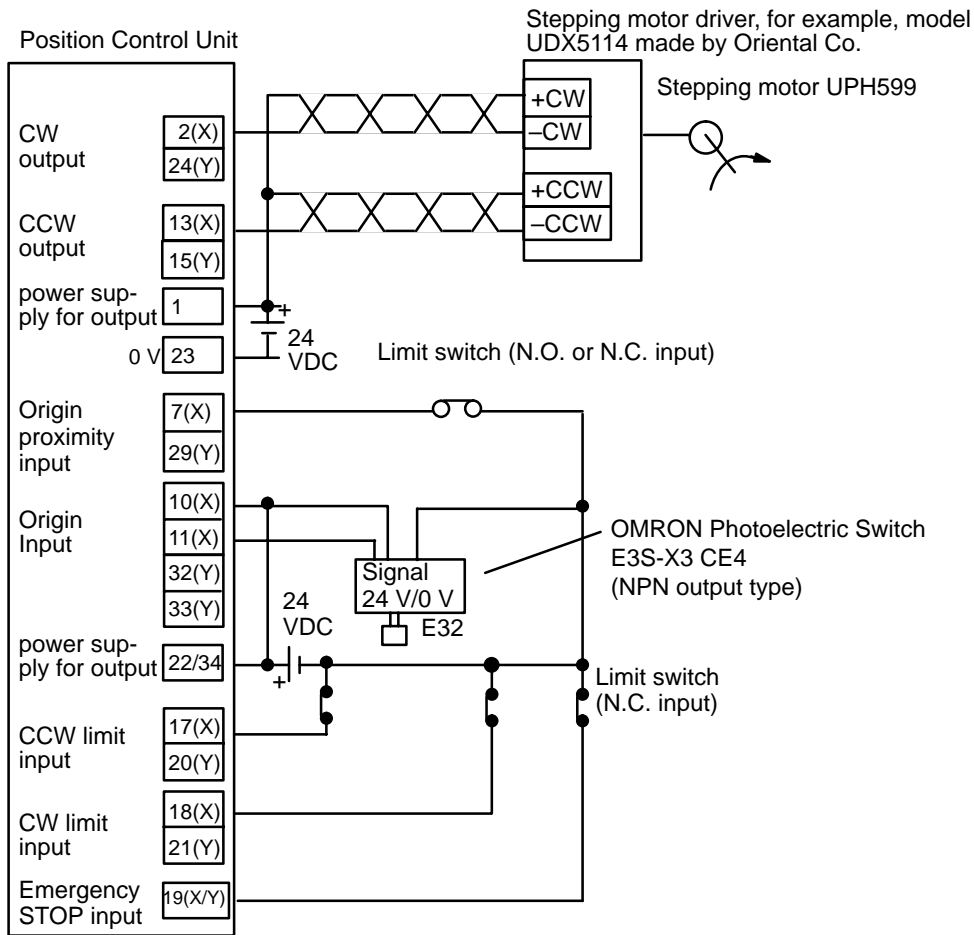 Stepping motor driver, for example, model
UDX5114 made by Oriental Co.
Position Control Unit
Stepping motor UPH599
+CW
–CW
+CCW
–CCW
CW
output
2(X)
24(Y)
CCW
output
13(X)
15(Y)
power sup-
ply for output
1
0 V
23
+
24
VDC
Limit switch (N.O. or N.C. input)
Origin
proximity
input
7(X)
29(Y)
Origin
Input
10(X)
11(X)
32(Y)
33(Y)
Signal
24 V/0 V
E32
OMRON Photoelectric Switch
E3S-X3 CE4
(NPN output type)
24
VDC
+
power sup-
ply for output
22/34
Limit switch
(N.C. input)
CCW limit
input
17(X)
20(Y)
CW limit
input
18(X)
21(Y)
Emergency
STOP input
19(X/Y)